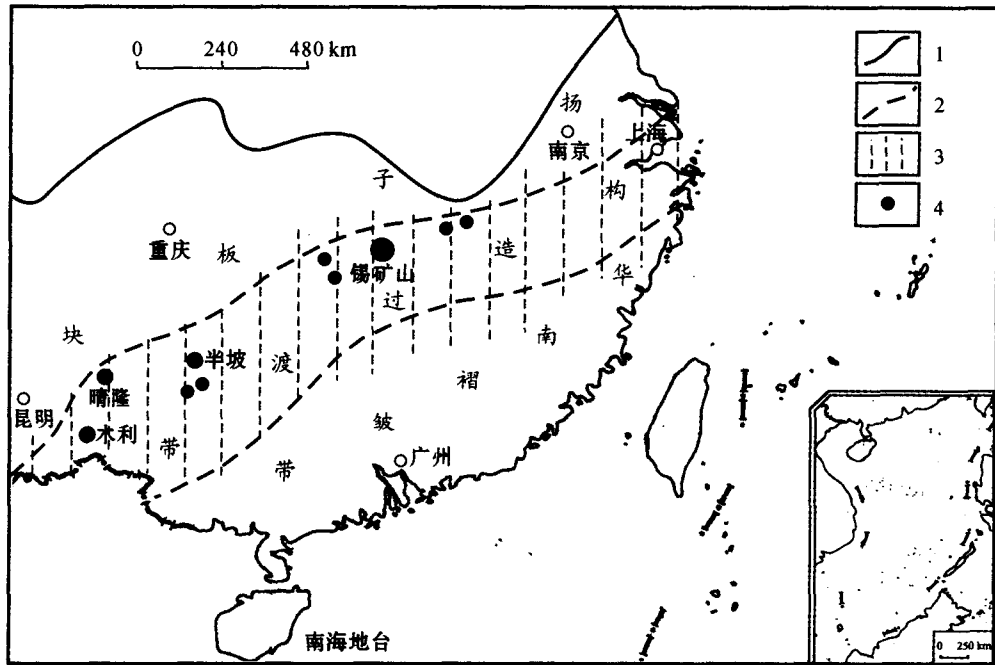 0 240 480 km
1
2
3
4
扬
南京
上海
子
构
重庆
板
造
华
锡矿山
过
南
块
半坡
渡
褶
晴隆
昆明
皱
木利
带
带
广州
南海地台
0 250 km